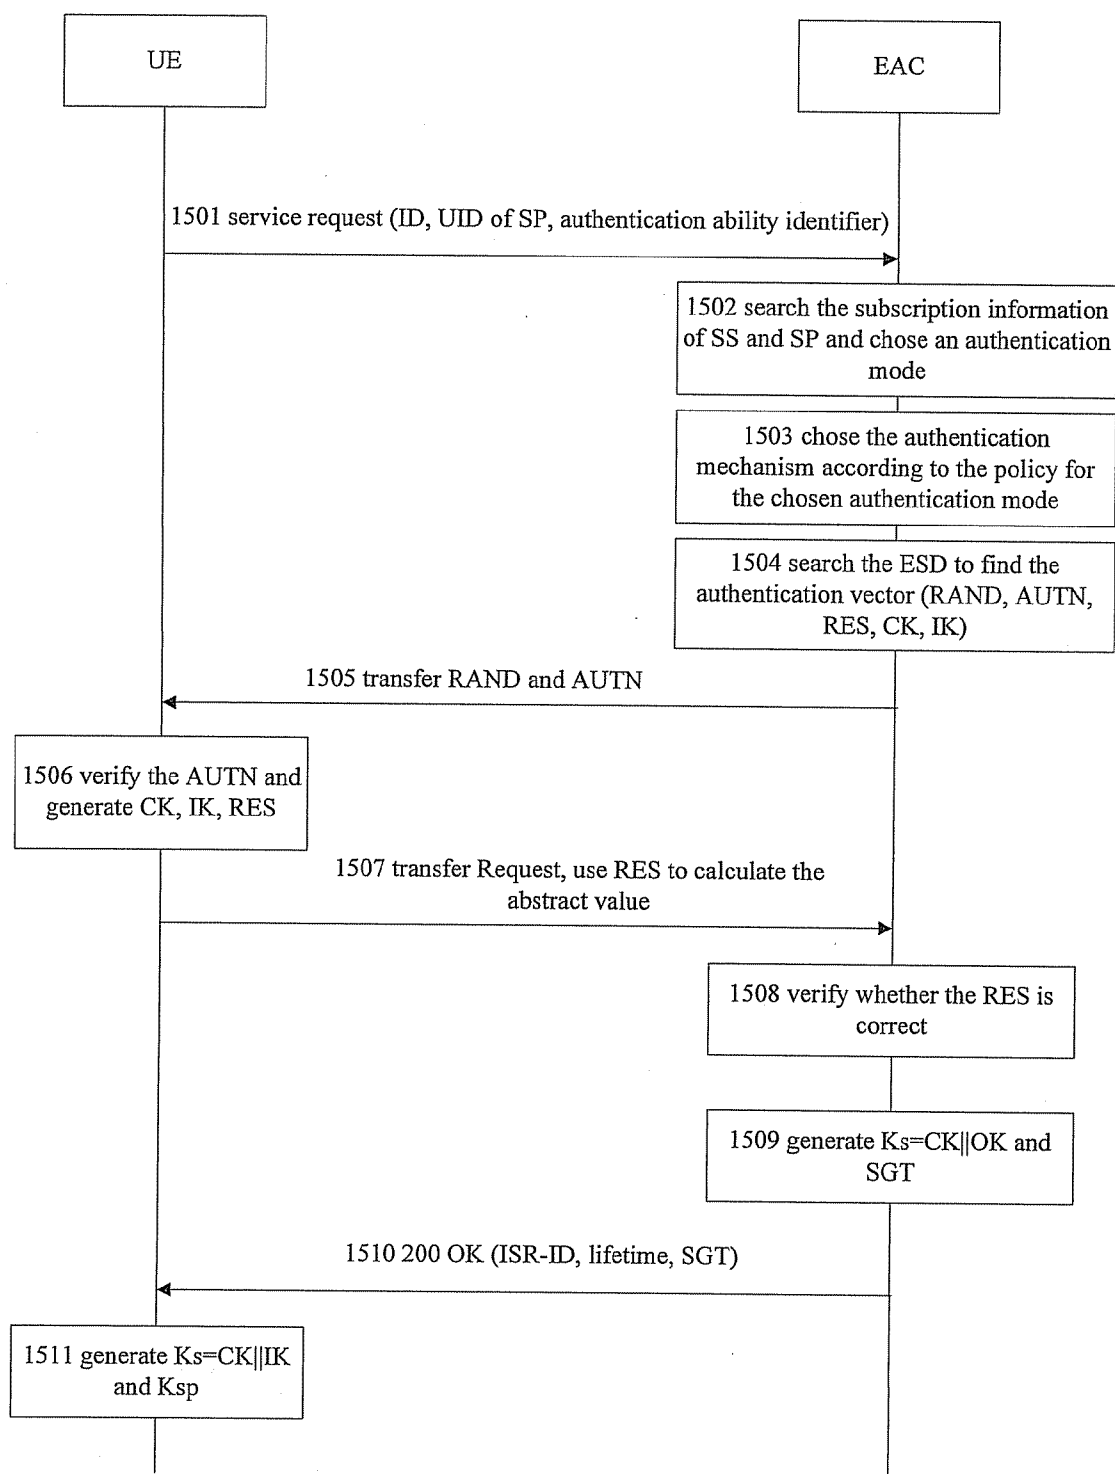 UE
EAC
1501 service request (ID, UID of SP, authentication ability identifier)
1502 search the subscription information
of SS and SP and chose an authentication
mode
1503 chose the authentication
mechanism according to the policy for
the chosen authentication mode
1504 search the ESD to find the
authentication vector (RAND, AUTN,
RES, CK, IK)
1505 transfer RAND and AUTN
1506 verify the AUTN and
generate CK, IK, RES
1507 transfer Request, use RES to calculate the
abstract value
1508 verify whether the RES is
correct
1509 generate Ks=CK||OK and
SGT
1510 200 OK (ISR-ID, lifetime, SGT)
1511 generate Ks=CK||IK
and Ksp